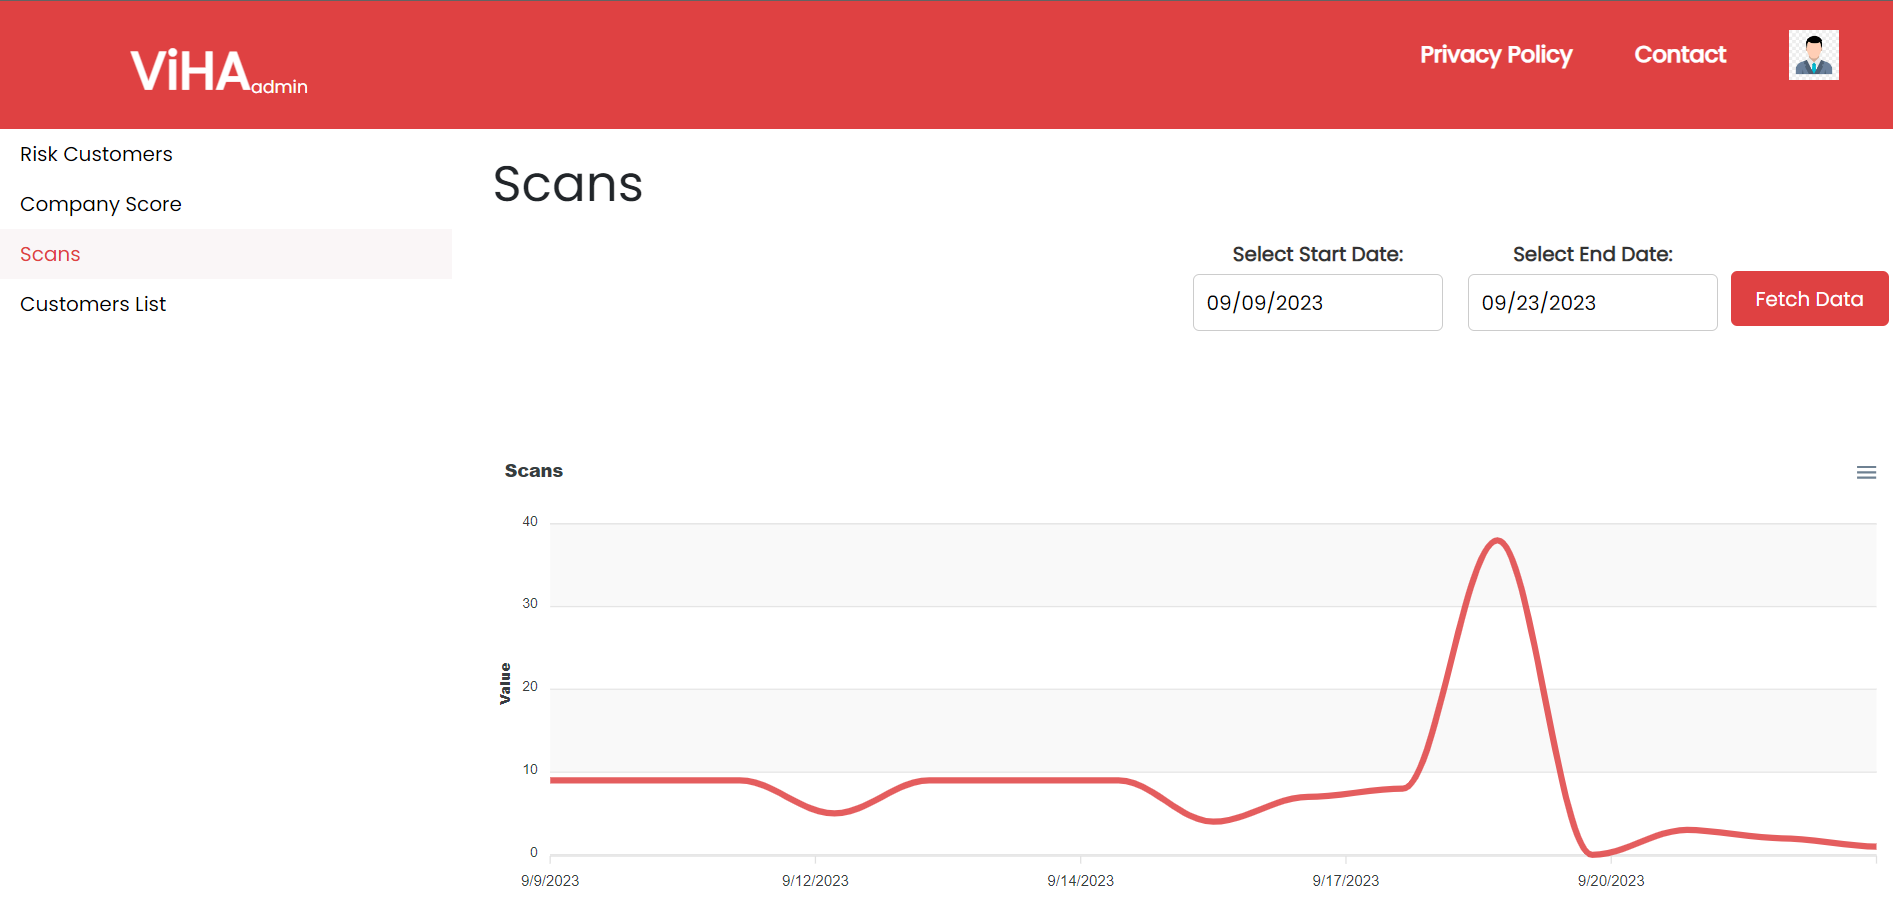 ViHAadmin
Privacy Policy
Contact
Risk Customers
Company Score
Scans
Customers List
Scans
Select Start Date:
09/09/2023
Select End Date:
09/23/2023
Fetch Data
Scans
Value
40
30
20
10
0
9/9/2023
9/12/2023
9/14/2023
9/17/2023
9/20/2023